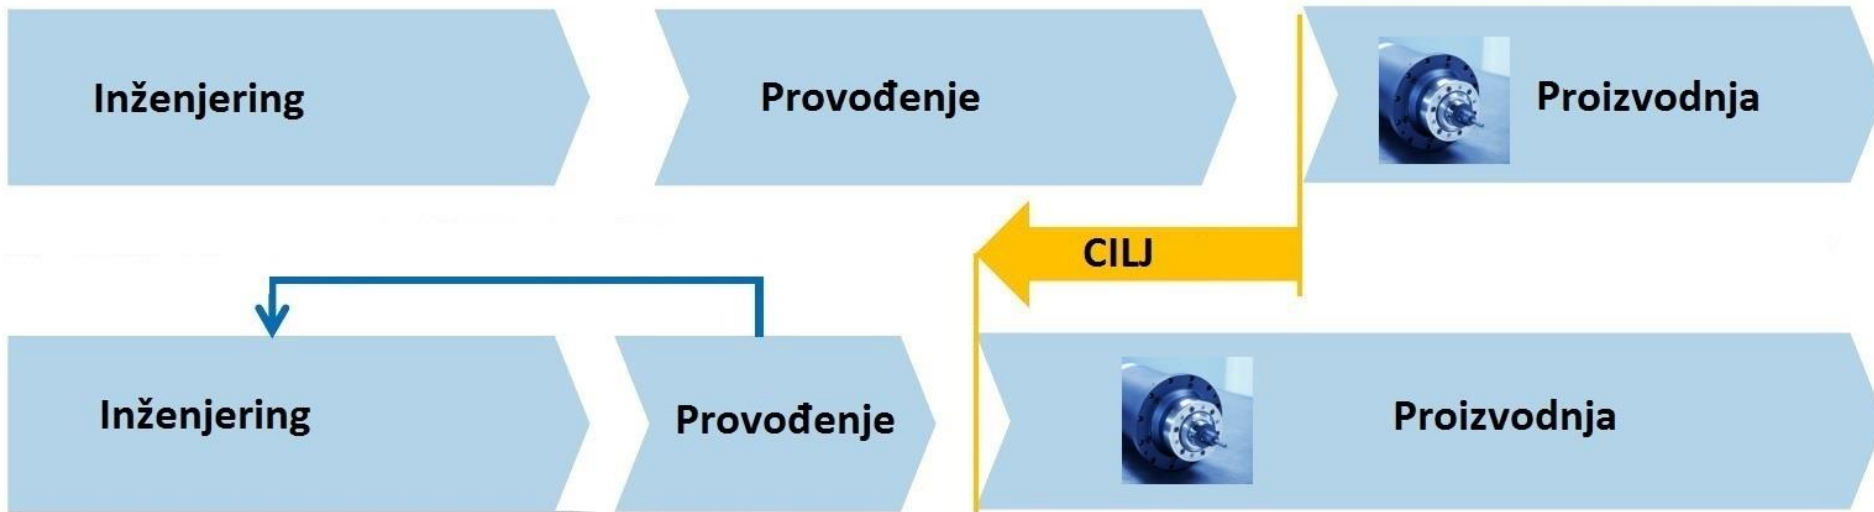 Inženjering
Provođenje
Proizvodnja
CILJ
Inženjering
Provođenje
Proizvodnja